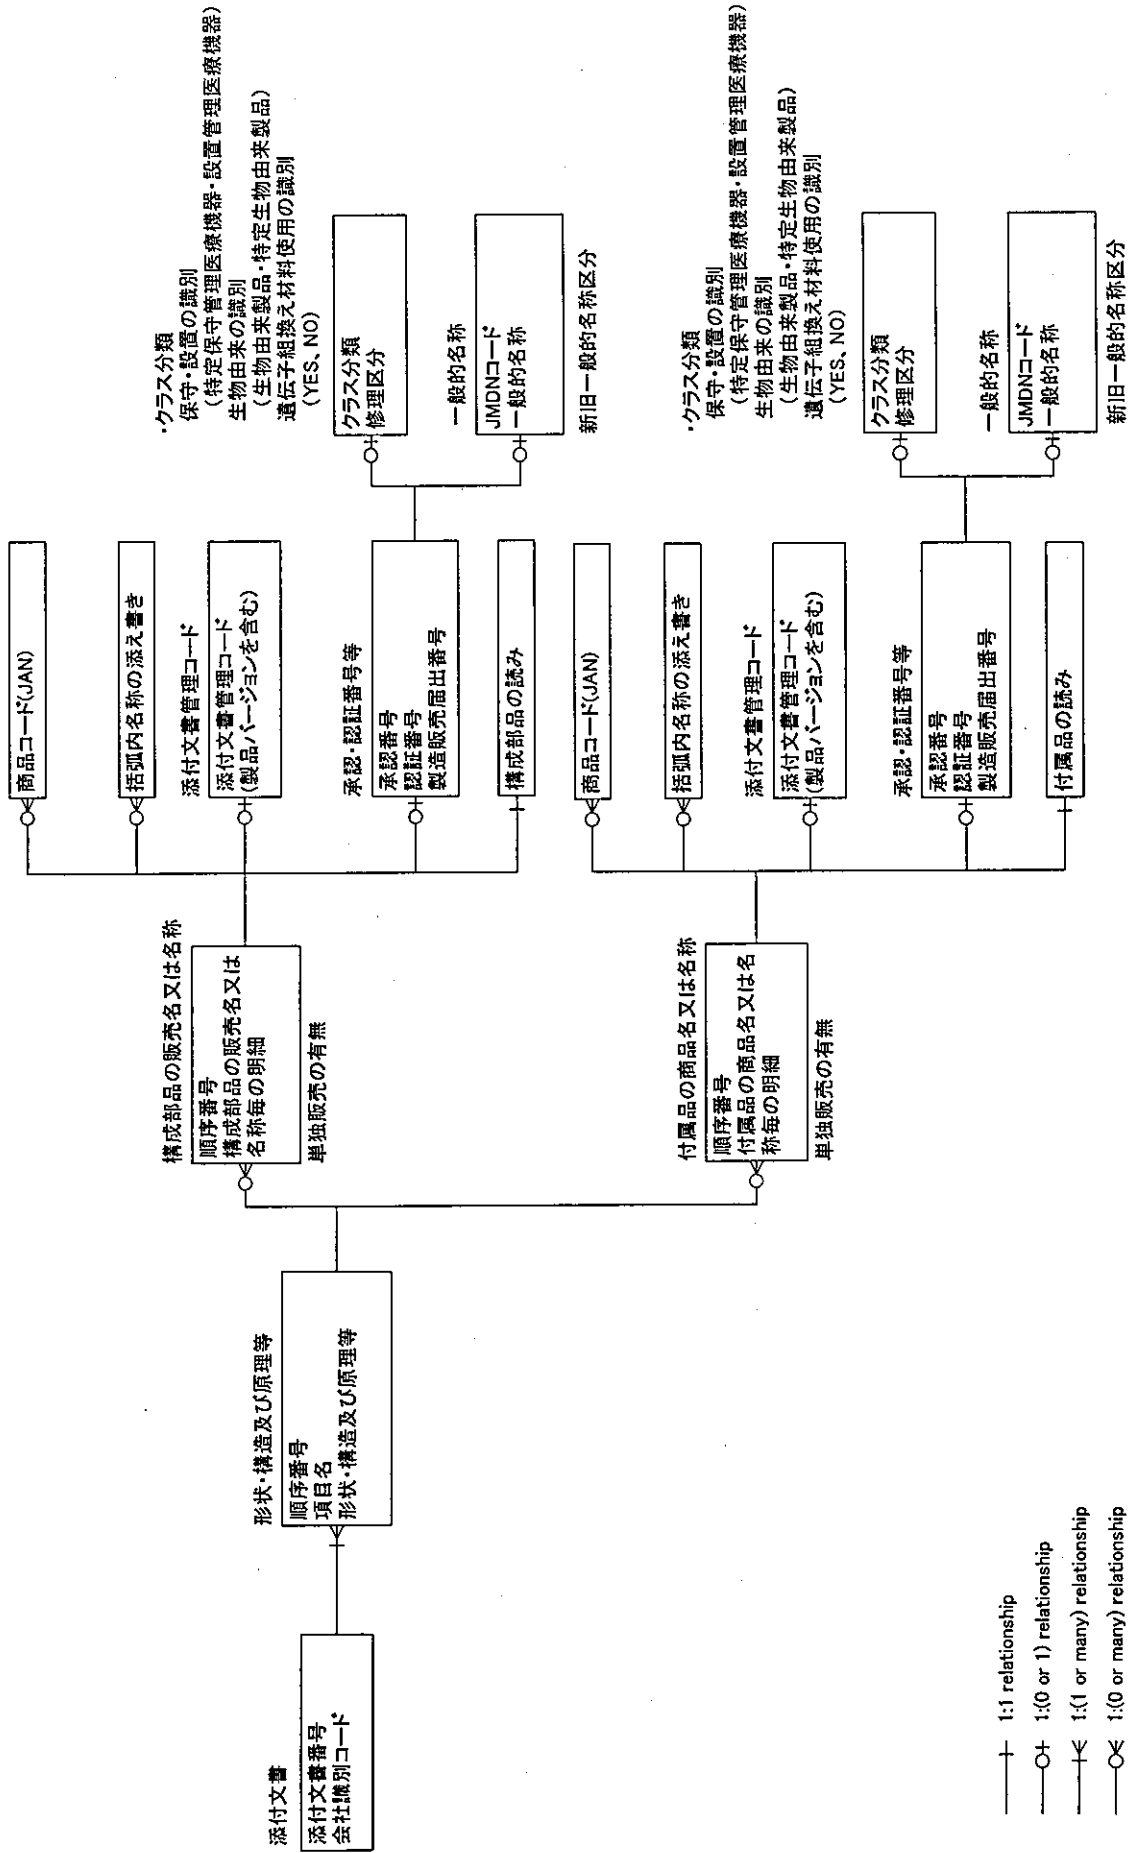 添付文書
添付文書番号
会社識別コード
形状・構造及び原理等
順序番号
項目名
形状・構造及び原理等
構成部品の販売名又は名称
順序番号
構成部品の販売名又は
名称毎の明細
単独販売の有無
商品コード(JAN)
括弧内名称の添え書き
添付文書管理コード
添付文書管理コード
(製品バージョンを含む)
承認・認証番号等
承認番号
認証番号
製造販売届出番号
構成部品の読み
・クラス分類
保守・設置の識別
(特定保守管理医療機器・設置管理医療機器)
生物由来の識別
(生物由来製品・特定生物由来製品)
遺伝子組換え材料使用の識別
(YES、NO)
クラス分類
修理区分
一般的名称
JMDNコード
一般的名称
新旧一般的名称区分
付属品の商品名又は名称
順序番号
付属品の商品名又は名
称毎の明細
単独販売の有無
商品コード(JAN)
括弧内名称の添え書き
添付文書管理コード
添付文書管理コード
(製品バージョンを含む)
承認・認証番号等
承認番号
認証番号
製造販売届出番号
付属品の読み
・クラス分類
保守・設置の識別
(特定保守管理医療機器・設置管理医療機器)
生物由来の識別
(生物由来製品・特定生物由来製品)
遺伝子組換え材料使用の識別
(YES、NO)
クラス分類
修理区分
一般的名称
JMDNコード
一般的名称
新旧一般的名称区分
1:1 relationship
1:(0 or 1) relationship
1:(1 or many) relationship
1:(0 or many) relationship